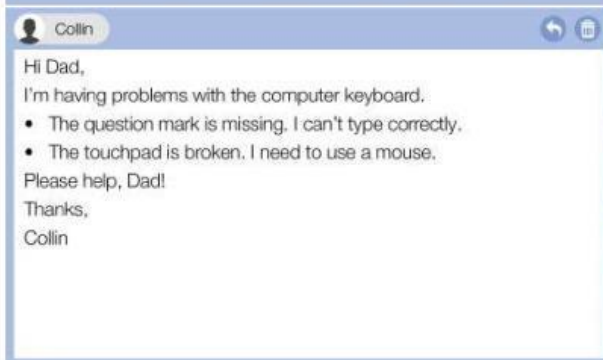 Collin
Hi Dad,
I'm having problems with the computer keyboard.
• The question mark is missing. I can't type correctly.
• The touchpad is broken. I need to use a mouse.
Please help, Dad!
Thanks,
Collin